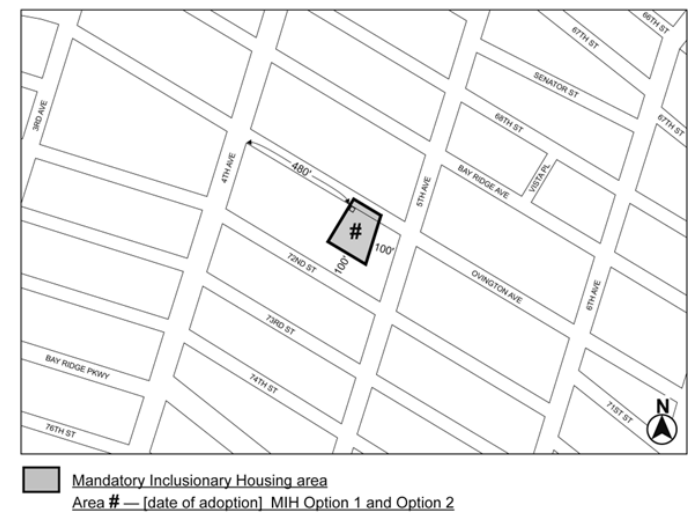 66TH ST
67TH ST
SENATOR ST
67TH ST
68TH ST
3RD AVE
4TH AVE
480'
BAY RIDGE AVE
VISTA PL
5TH AVE
#
100'
100'
72ND ST
OVINGTON AVE
6TH AVE
73RD ST
BAY RIDGE PKWY
74TH ST
71ST ST
76TH ST
N
Mandatory Inclusionary Housing area
Area # — [date of adoption] MIH Option 1 and Option 2